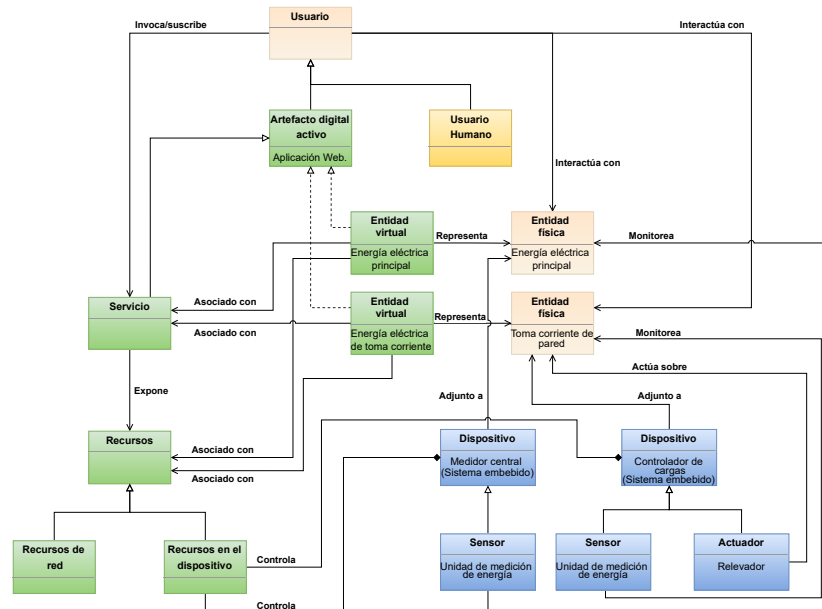 Usuario
Invoca/suscribe
Interactúa con
Artefacto digital
activo
Aplicación Web.
Usuario
Humano
Interactúa con
Entidad
virtual
Energía eléctrica
principal
Representa
Entidad
física
Energía eléctrica
principal
Monitorea
Servicio
Asociado con
Asociado con
Entidad
virtual
Energía eléctrica
de toma corriente
Representa
Entidad
física
Toma corriente de
pared
Monitorea
Actúa sobre
Expone
Adjunto a
Adjunto a
Recursos
Asociado con
Asociado con
Dispositivo
Medidor central
(Sistema embebido)
Dispositivo
Controlador de
cargas
(Sistema embebido)
Recursos de
red
Recursos en el
dispositivo
Controla
Controla
Sensor
Unidad de medición
de energía
Sensor
Unidad de medición
de energía
Actuador
Relevador